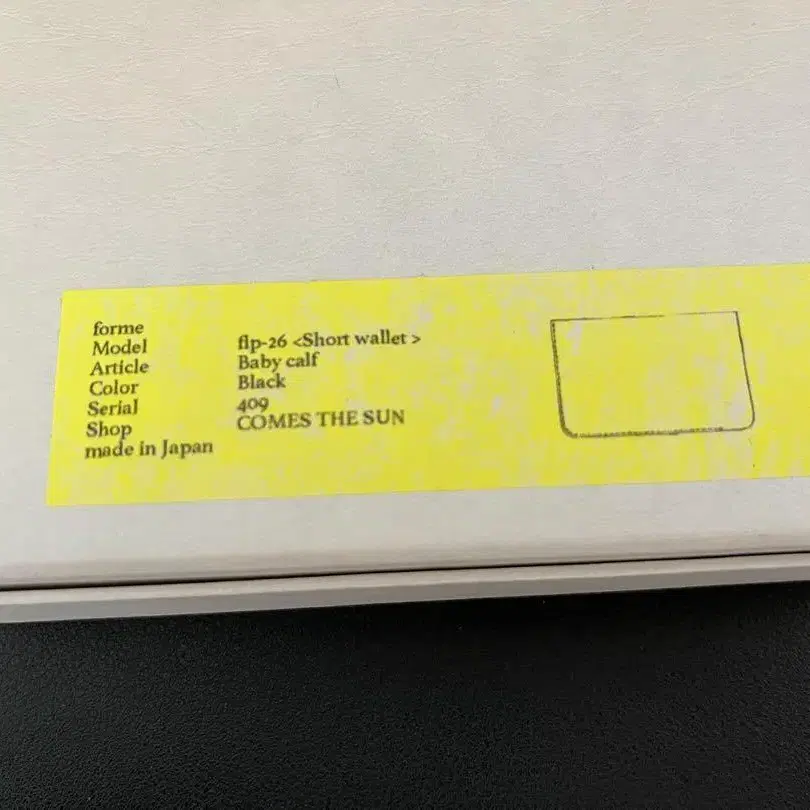 forme
Model flp-26 <Short wallet >
Article Baby calf
Color Black
Serial 409
Shop COMES THE SUN
made in Japan